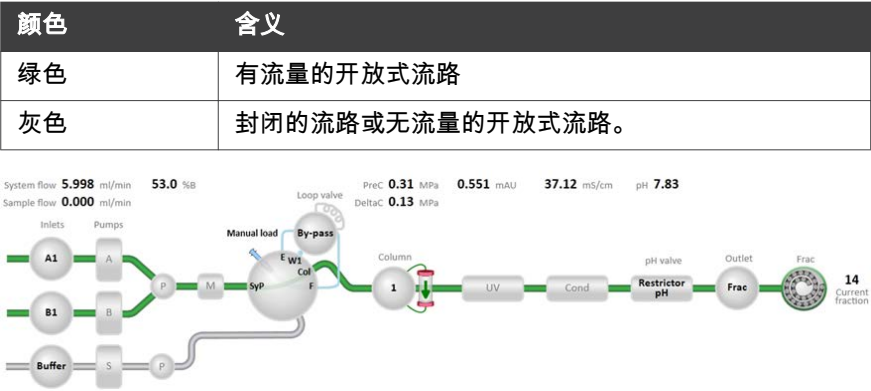 颜色 含义
绿色 有流量的开放式流路
灰色 封闭的流路或无流量的开放式流路。
System flow 5.998 ml/min 53.0 %B PreC 0.31 MPa 0.551 mAU 37.12 mS/cm pH 7.83
Sample flow 0.000 ml/min DeltaC 0.13 MPa
Loop valve
Inlets Pumps
Manual load By-pass
E W1
Col
Column pH valve Outlet Frac
A1 A
P M SyP F 1 UV Cond Restrictor pH Frac 14
Current
fraction
B1 B
Buffer S P